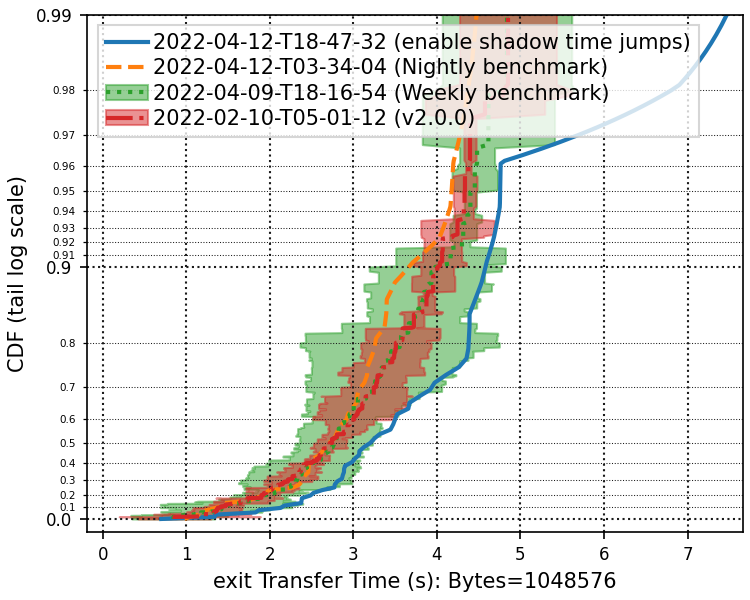 0.99
2022-04-12-T18-47-32 (enable shadow time jumps)
2022-04-12-T03-34-04 (Nightly benchmark)
2022-04-09-T18-16-54 (Weekly benchmark)
2022-02-10-T05-01-12 (v2.0.0)
0.98
0.97
0.96
0.95
0.94
0.93
0.92
0.91
0.9
0.8
0.7
0.6
0.5
0.4
0.3
0.2
0.1
0.0
CDF (tail log scale)
0 1 2 3 4 5 6 7
exit Transfer Time (s): Bytes=1048576